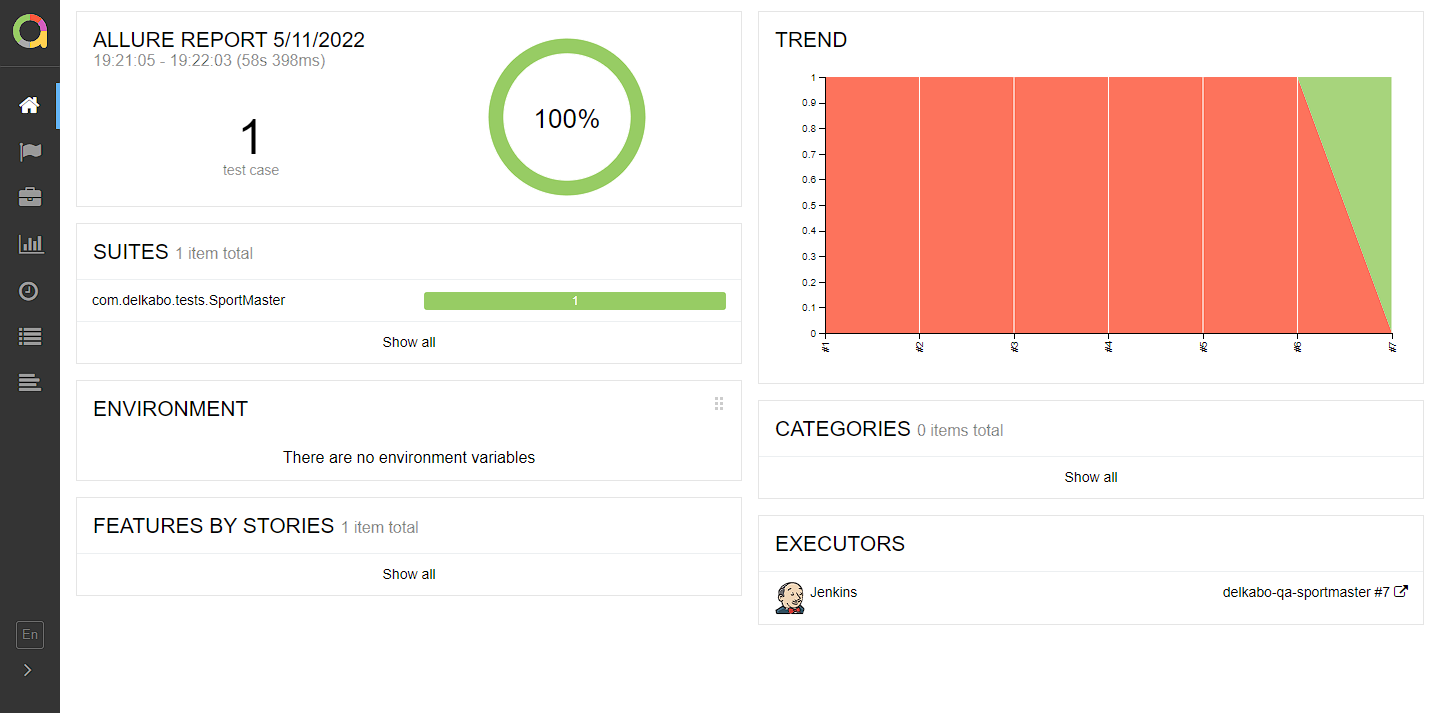 ALLURE REPORT 5/11/2022
19:21:05 - 19:22:03 (58s 398ms)
1
test case
100%
SUITES 1 item total
com.delkabo.tests.SportMaster 1
Show all
ENVIRONMENT
There are no environment variables
FEATURES BY STORIES 1 item total
Show all
TREND
1
0.9
0.8
0.7
0.6
0.5
0.4
0.3
0.2
0.1
0
#1
#2
#3
#4
#5
#6
#7
CATEGORIES 0 items total
Show all
EXECUTORS
Jenkins delkabo-qa-sportmaster #7
En